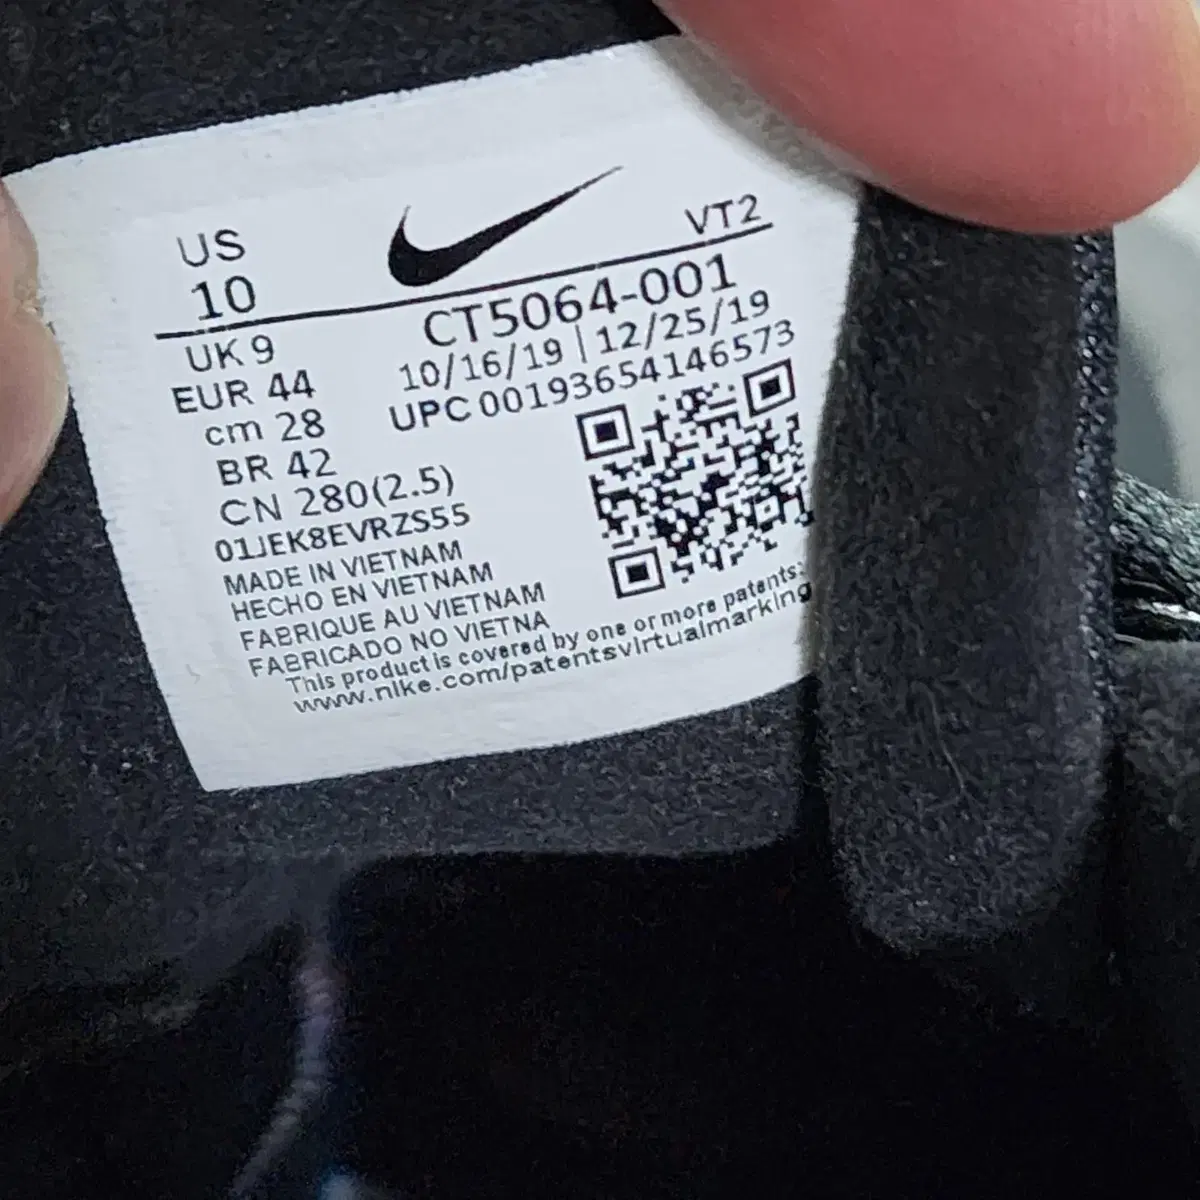 US
10
VT2
UK 9
EUR 44
cm 28
BR 42
CN 280(2.5)
CT5064-001
10/16/19 | 12/25/19
UPC 00193654146573
01JEK8EVRZS55
MADE IN VIETNAM
HECHO EN VIETNAM
FABRIQUE AU VIETNAM
FABRICADO NO VIETNA
This product is covered by one or more patents:
www.nike.com/patentsvirtualmarking